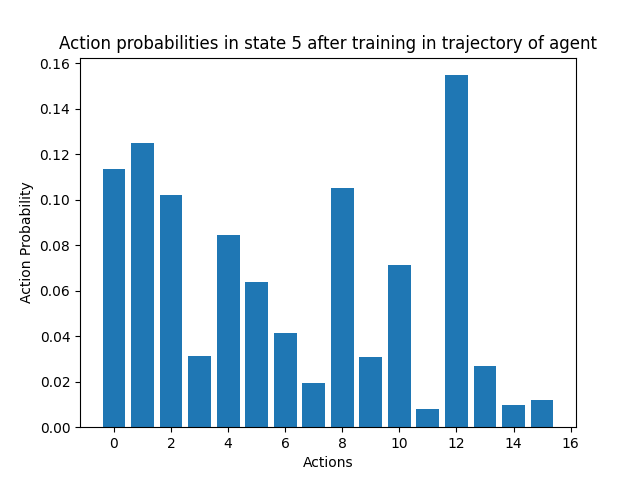 Action probabilities in state 5 after training in trajectory of agent
0.16
0.14
0.12
0.10
0.08
0.06
0.04
0.02
0.00
Action Probability
0 2 4 6 8 10 12 14 16
Actions